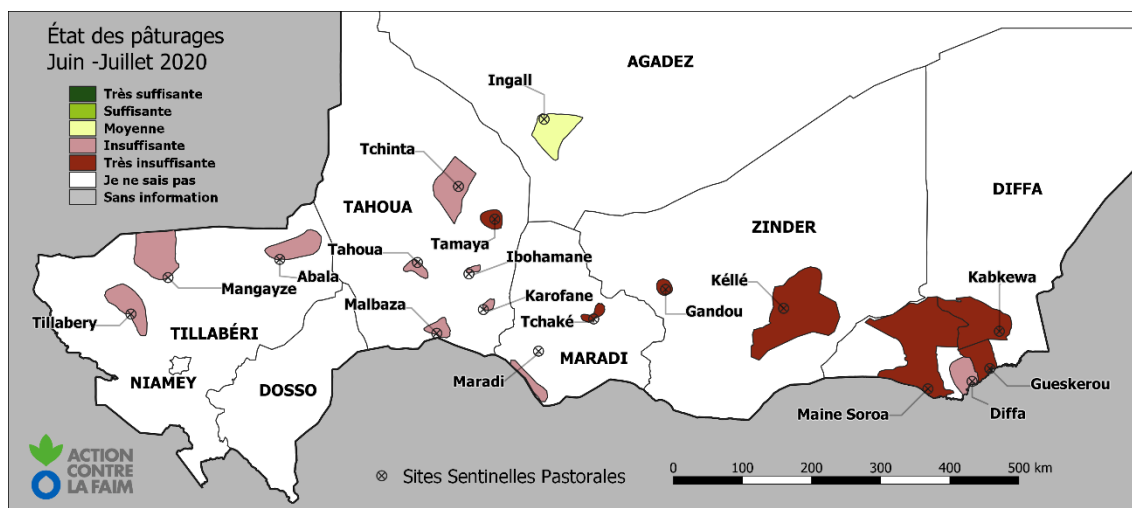 État des pâturages
Juin -Juillet 2020
Très suffisante
Suffisante
Moyenne
Insuffisante
Très insuffisante
Je ne sais pas
Sans information
AGADEZ
Ingall
Tchinta
TAHOUA
DIFFA
ZINDER
Tamaya
Tahoua
Ibohamane
Abala
Mangayze
Kéllé
Kabkewa
Karofane
Malbaza
Gandou
Tillabery
TILLABÉRI
Tchaké
MARADI
Maradi
NIAMEY
DOSSO
Gueskerou
Maine Soroa
Diffa
ACTION
CONTRE
LA FAIM
Sites Sentinelles Pastorales
0 100 200 300 400 500 km